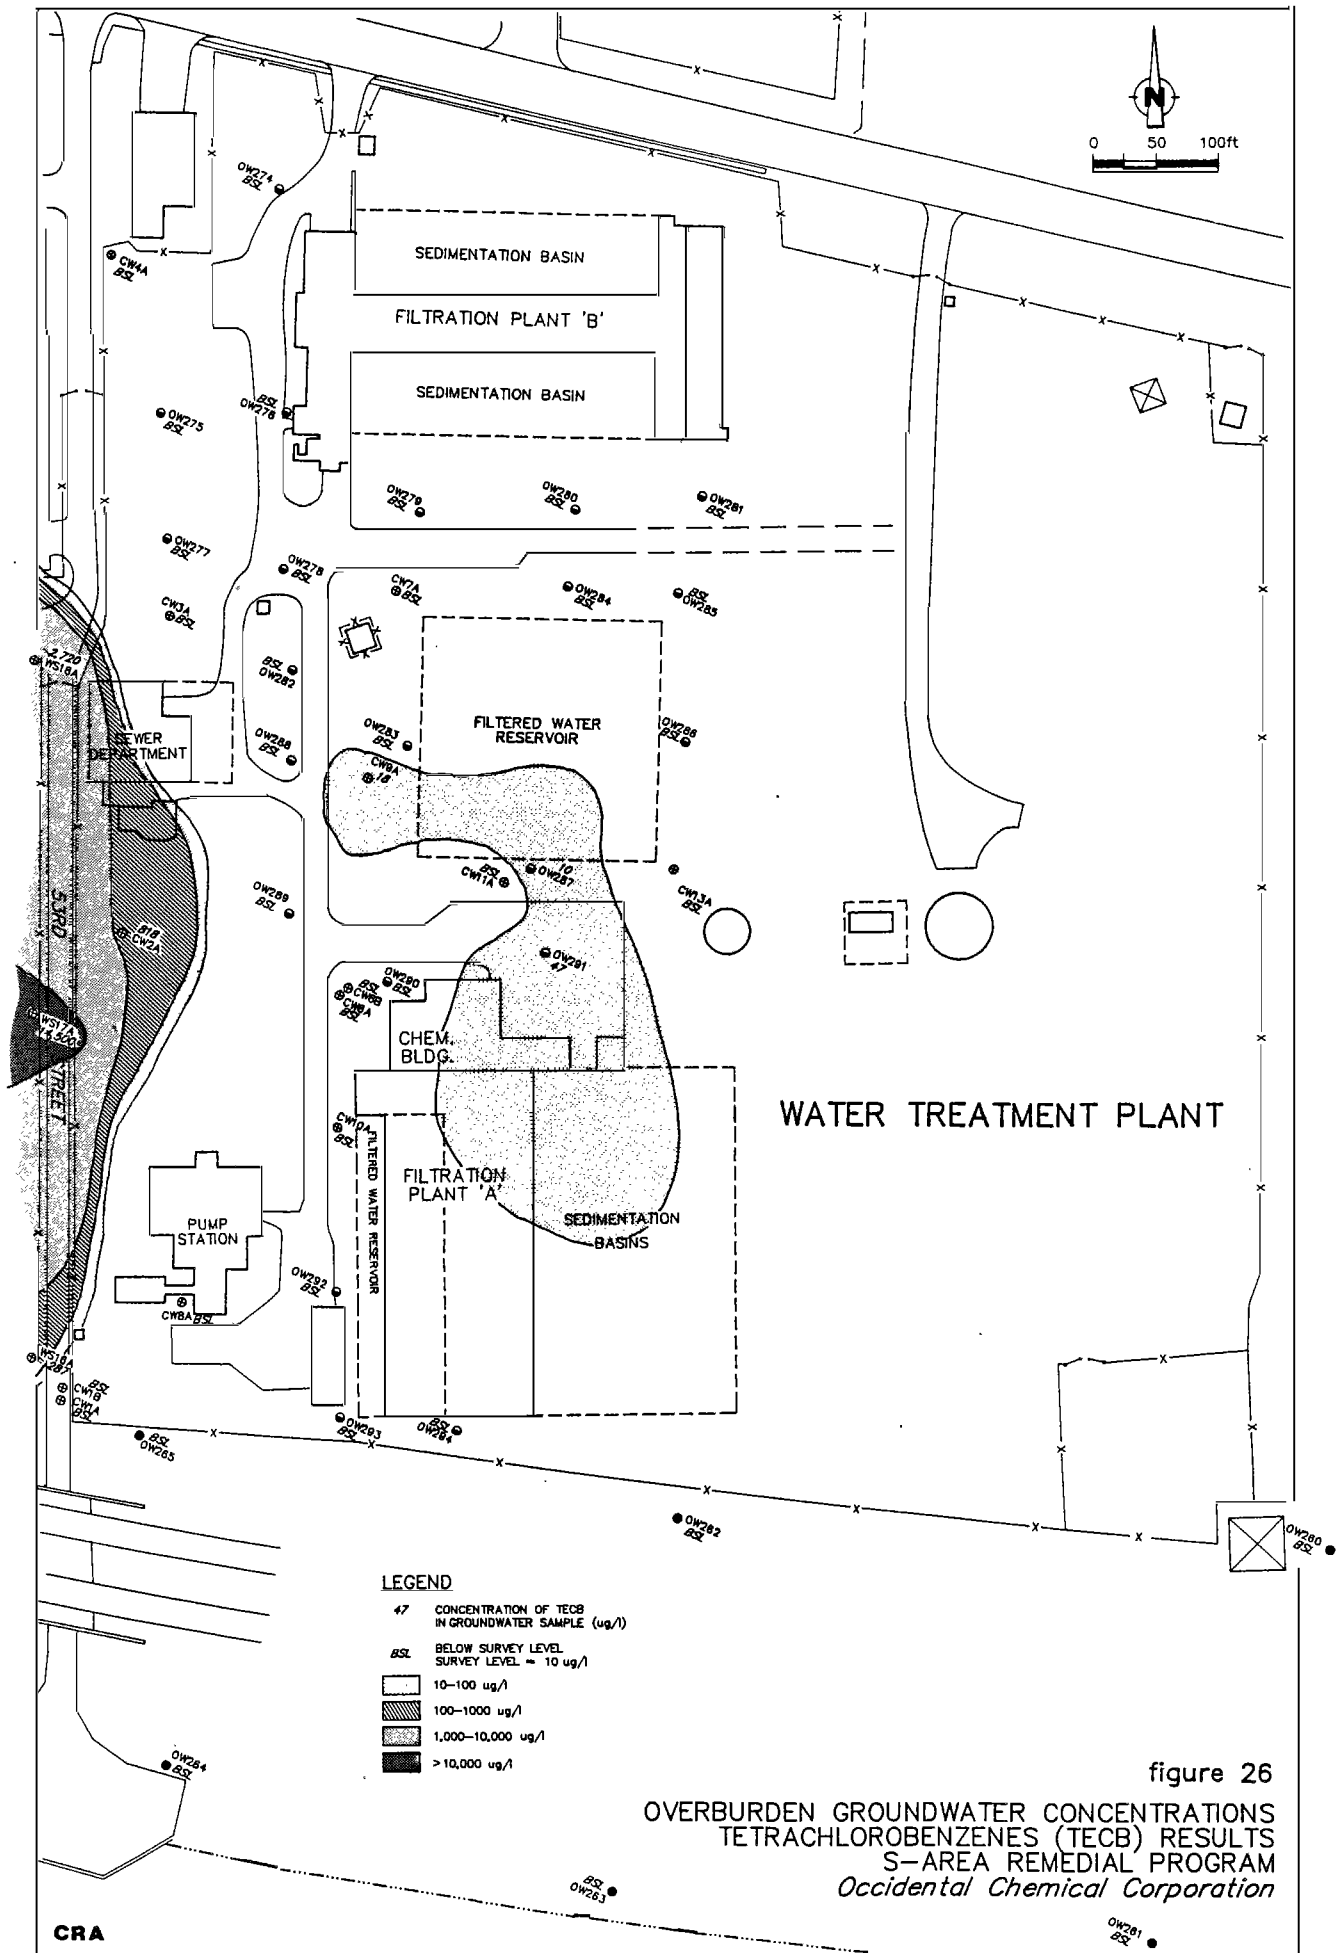 N
0 50 100ft
OW274
BSL
CW4A
BSL
SEDIMENTATION BASIN
FILTRATION PLANT 'B'
SEDIMENTATION BASIN
OW275
BSL
BSL
OW276
OW279
BSL
OW280
BSL
OW281
BSL
OW277
BSL
OW278
BSL
CW7A
BSL
OW284
BSL
BSL
OW285
CW3A
BSL
2,720
WS18A
BSL
OW282
SEWER
DEPARTMENT
OW283
BSL
FILTERED WATER
RESERVOIR
OW286
BSL
OW288
BSL
CW9A
18
BSL
CW11A
10
OW287
CW13A
BSL
OW289
BSL
53RD
STREET
818
CW2A
OW291
47
OW290
BSL
BSL
CW6B
CW6A
BSL
WS17A
CHEM.
BLDG.
WATER TREATMENT PLANT
CW10A
BSL
FILTERED WATER RESERVOIR
FILTRATION
PLANT 'A'
SEDIMENTATION
BASINS
PUMP
STATION
OW292
BSL
CW8A
BSL
WS16A
287
BSL
CW1B
CW1A
BSL
BSL
OW265
OW293
BSL
BSL
OW294
OW262
BSL
OW260
BSL
LEGEND
47 CONCENTRATION OF TECB
IN GROUNDWATER SAMPLE (ug/l)
BSL BELOW SURVEY LEVEL
SURVEY LEVEL = 10 ug/l
10-100 ug/l
100-1000 ug/l
1,000-10,000 ug/l
>10,000 ug/l
OW264
BSL
BSL
OW263
OW261
BSL
figure 26
OVERBURDEN GROUNDWATER CONCENTRATIONS
TETRACHLOROBENZENES (TECB) RESULTS
S-AREA REMEDIAL PROGRAM
Occidental Chemical Corporation
CRA